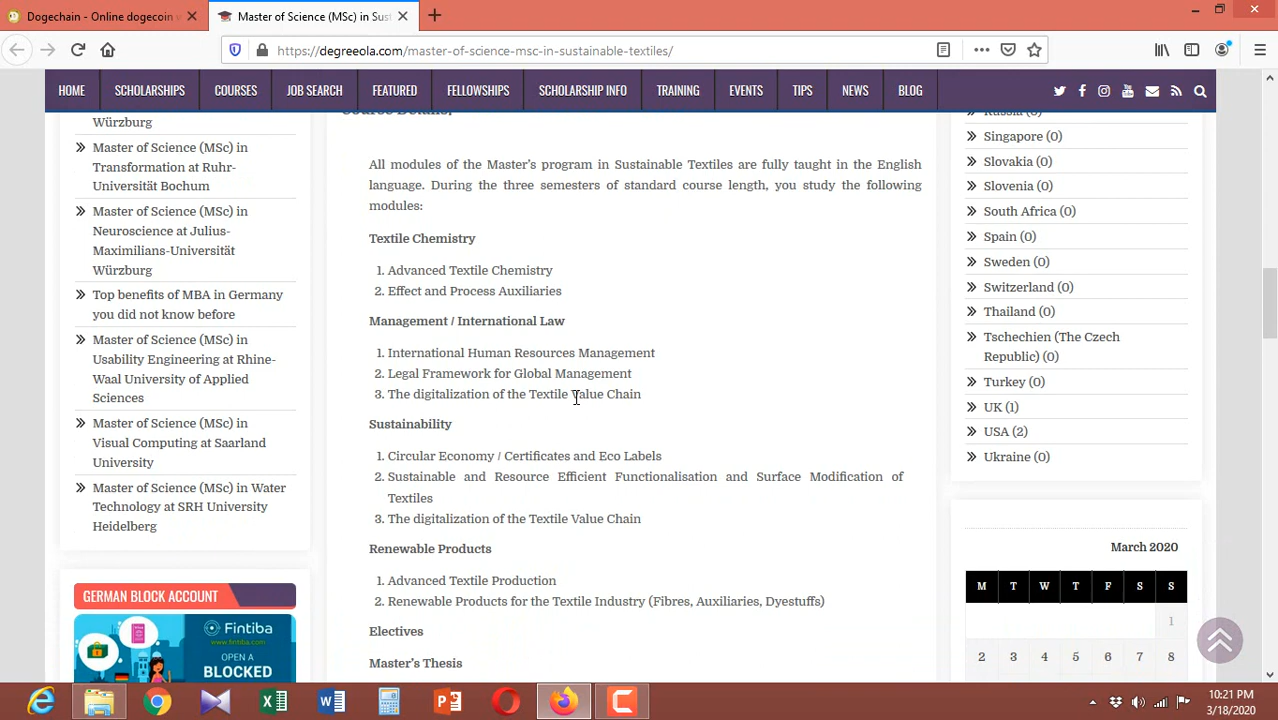 Dogechain - Online dogecoin
Master of Science (MSc) in Sust
https://degreeola.com/master-of-science-msc-in-sustainable-textiles/
HOME
SCHOLARSHIPS
COURSES
JOB SEARCH
FEATURED
FELLOWSHIPS
SCHOLARSHIP INFO
TRAINING
EVENTS
TIPS
NEWS
BLOG
Würzburg
Master of Science (MSc) in
Transformation at Ruhr-
Universität Bochum
Master of Science (MSc) in
Neuroscience at Julius-
Maximilians-Universität
Würzburg
Top benefits of MBA in Germany
you did not know before
Master of Science (MSc) in
Usability Engineering at Rhine-
Waal University of Applied
Sciences
Master of Science (MSc) in
Visual Computing at Saarland
University
Master of Science (MSc) in Water
Technology at SRH University
Heidelberg
GERMAN BLOCK ACCOUNT
Fintiba
www.fintiba.com
OPEN A
BLOCKED
Course Details;
All modules of the Master's program in Sustainable Textiles are fully taught in the English
language. During the three semesters of standard course length, you study the following
modules:
Textile Chemistry
1. Advanced Textile Chemistry
2. Effect and Process Auxiliaries
Management / International Law
1. International Human Resources Management
2. Legal Framework for Global Management
3. The digitalization of the Textile Value Chain
Sustainability
1. Circular Economy / Certificates and Eco Labels
2. Sustainable and Resource Efficient Functionalisation and Surface Modification of
Textiles
3. The digitalization of the Textile Value Chain
Renewable Products
1. Advanced Textile Production
2. Renewable Products for the Textile Industry (Fibres, Auxiliaries, Dyestuffs)
Electives
Master's Thesis
Russia (0)
Singapore (0)
Slovakia (0)
Slovenia (0)
South Africa (0)
Spain (0)
Sweden (0)
Switzerland (0)
Thailand (0)
Tschechien (The Czech
Republic) (0)
Turkey (0)
UK (1)
USA (2)
Ukraine (0)
March 2020
M T W T F S S
1
2 3 4 5 6 7 8
10:21 PM
3/18/2020